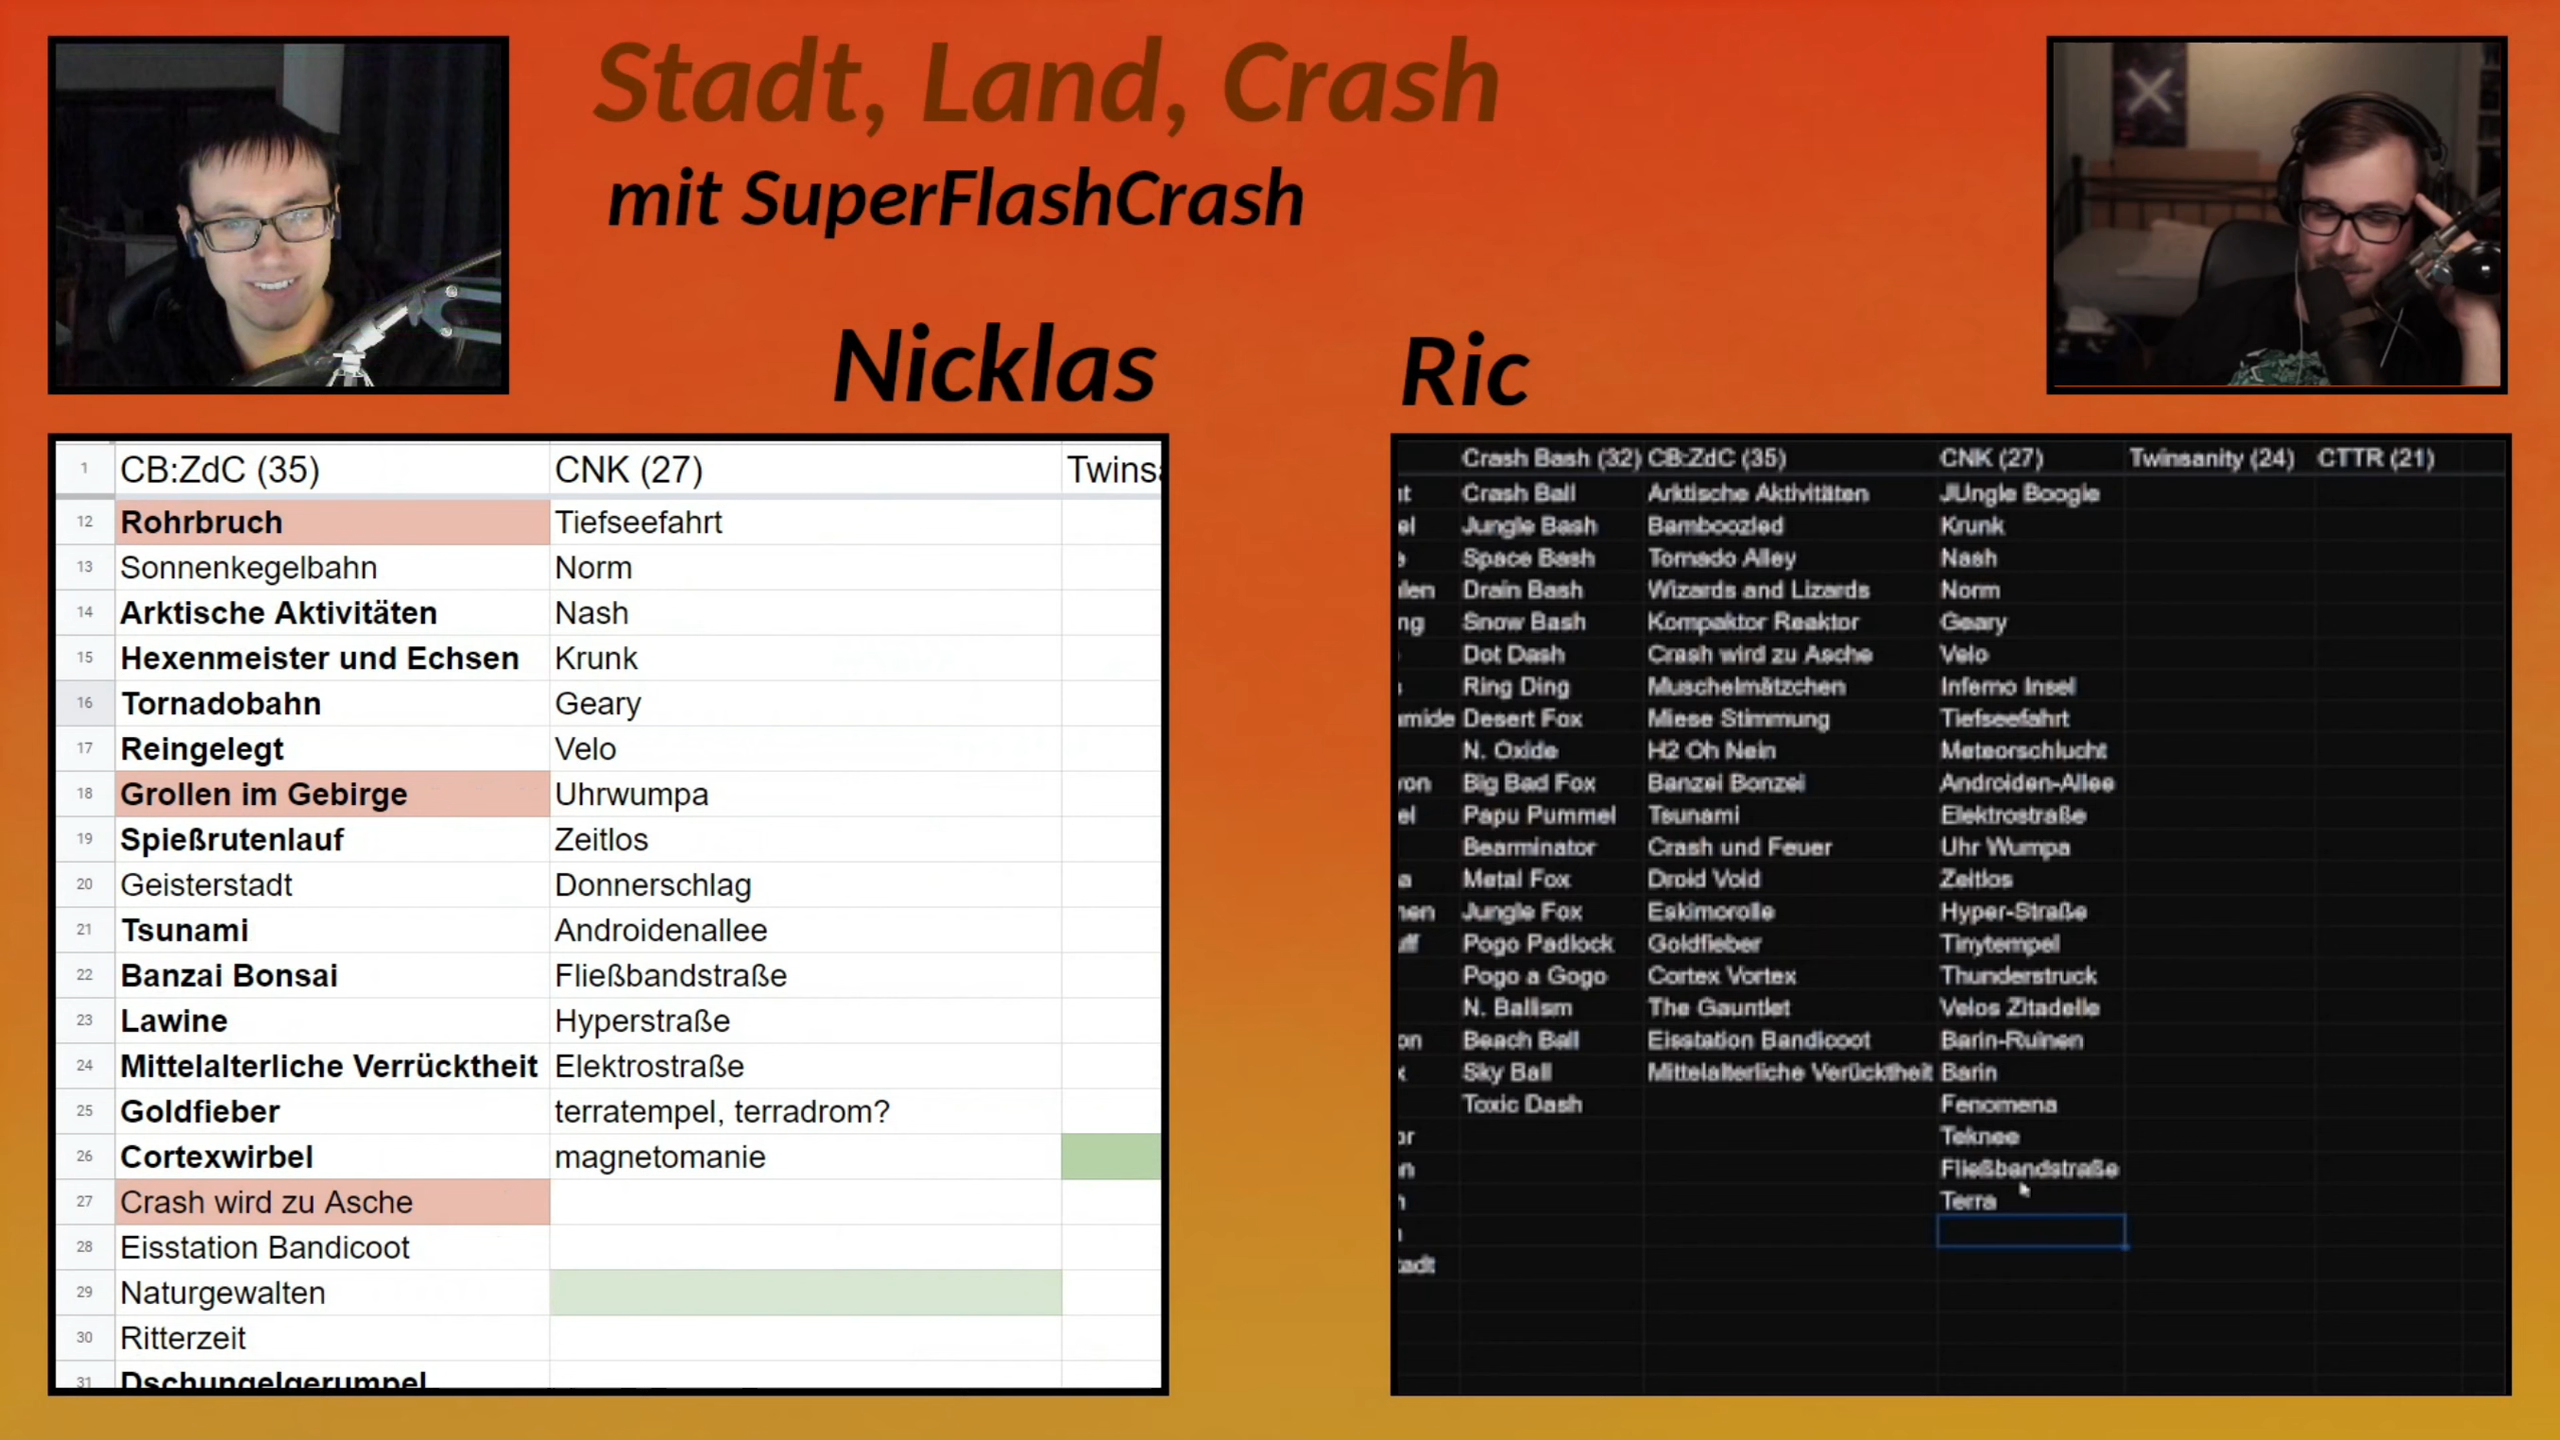 Stadt, Land, Crash
mit SuperFlashCrash
Nicklas
Ric
1 CB:ZdC (35) CNK (27) Twins
12 Rohrbruch Tiefseefahrt
13 Sonnenkegelbahn Norm
14 Arktische Aktivitäten Nash
15 Hexenmeister und Echsen Krunk
16 Tornadobahn Geary
17 Reingelegt Velo
18 Grollen im Gebirge Uhrwumpa
19 Spießrutenlauf Zeitlos
20 Geisterstadt Donnerschlag
21 Tsunami Androidenallee
22 Banzai Bonsai Fließbandstraße
23 Lawine Hyperstraße
24 Mittelalterliche Verrücktheit Elektrostraße
25 Goldfieber terratempel, terradrom?
26 Cortexwirbel magnetomanie
27 Crash wird zu Asche
28 Eisstation Bandicoot
29 Naturgewalten
30 Ritterzeit
31 Dschungelgerumpel
Crash Bash (32) CB:ZdC (35) CNK (27) Twinsanity (24) CTTR (21)
Crash Ball Arktische Aktivitäten JUngle Boogie
Jungle Bash Bamboozled Krunk
Space Bash Tornado Alley Nash
Drain Bash Wizards and Lizards Norm
Snow Bash Kompaktor Reaktor Geary
Dot Dash Crash wird zu Asche Velo
Ring Ding Muschelmätzchen Inferno Insel
Desert Fox Miese Stimmung Tiefseefahrt
N. Oxide H2 Oh Nein Meteorschlucht
Big Bad Fox Banzei Bonzei Androiden-Allee
Papu Pummel Tsunami Elektrostraße
Bearminator Crash und Feuer Uhr Wumpa
Metal Fox Droid Void Zeitlos
Jungle Fox Eskimorolle Hyper-Straße
Pogo Padlock Goldfieber Tinytempel
Pogo a Gogo Cortex Vortex Thunderstruck
N. Ballism The Gauntlet Velos Zitadelle
Beach Ball Eisstation Bandicoot Barin-Ruinen
Sky Ball Mittelalterliche Verücktheit Barin
Toxic Dash Fenomena
Teknee
Fließbandstraße
Terra